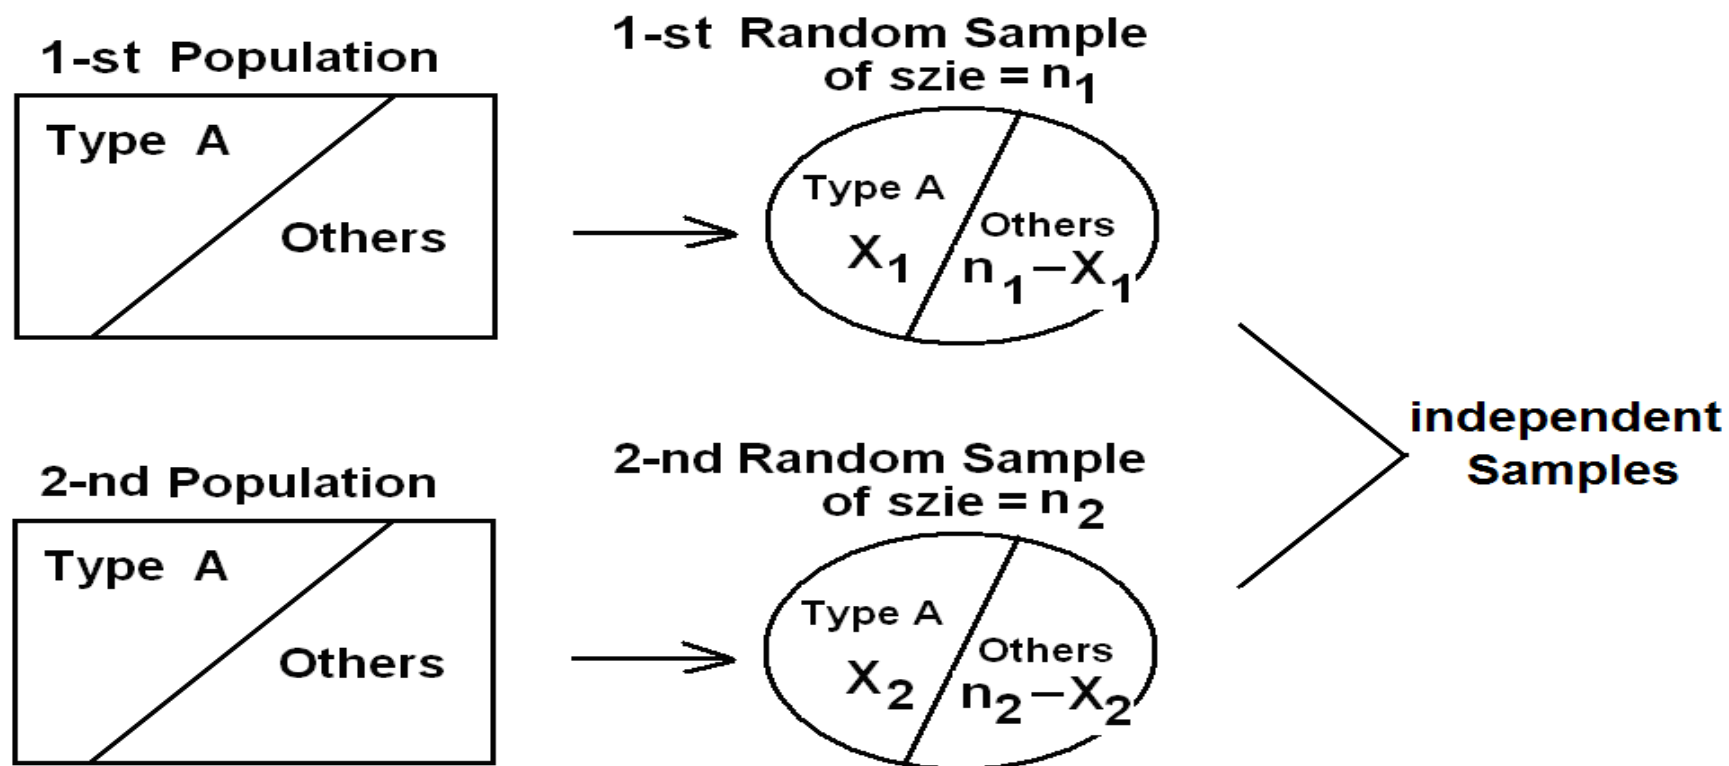 1-st Population
Type A
Others
1-st Random Sample
of szie = n₁
Type A
X₁
Others
n₁−X₁
2-nd Population
Type A
Others
2-nd Random Sample
of szie = n₂
Type A
X₂
Others
n₂−X₂
independent
Samples